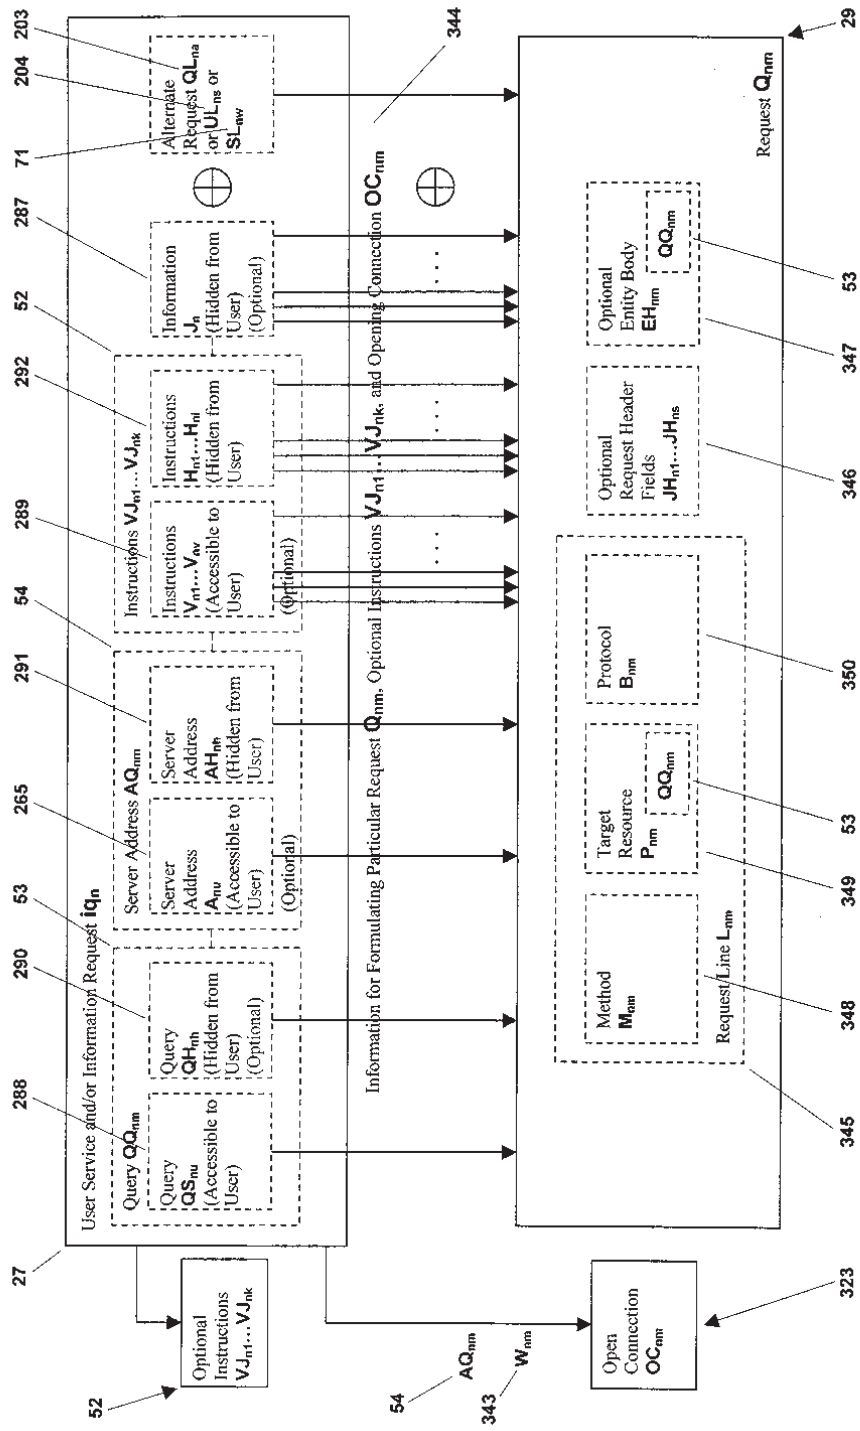 27
288
290
53
265
291
54
289
292
52
287
71
204
203
User Service and/or Information Request iqn
Query QQnm
Query
QSnu
(Accessible to
User)
Query
QHnh
(Hidden from
User)
(Optional)
Server Address AQnm
Server
Address
Anu
(Accessible to
User)
Server
Address
AHnh
(Hidden from
User)
(Optional)
Instructions VJn1…VJnk
Instructions
Vn1…Vnv
(Accessible to
User)
Instructions
Hn1…Hni
(Hidden from
User)
(Optional)
Information
Jn
(Hidden from
User)
(Optional)
Alternate
Request QLna
or ULns or
SLnw
Optional
Instructions
VJn1…VJnk
52
Information for Formulating Particular Request Qnm, Optional Instructions VJn1…VJnk, and Opening Connection OCnm
344
. . . .
. . . .
. . . .
AQnm
54
Wnm
343
Open
Connection
OCnm
323
Request Qnm
29
Request Line Lnm
Method
Mnm
Target
Resource
Pnm
QQnm
Protocol
Bnm
Optional
Request Header
Fields
JHn1…JHns
Optional
Entity Body
EHnm
QQnm
345
348
349
53
350
346
347
53